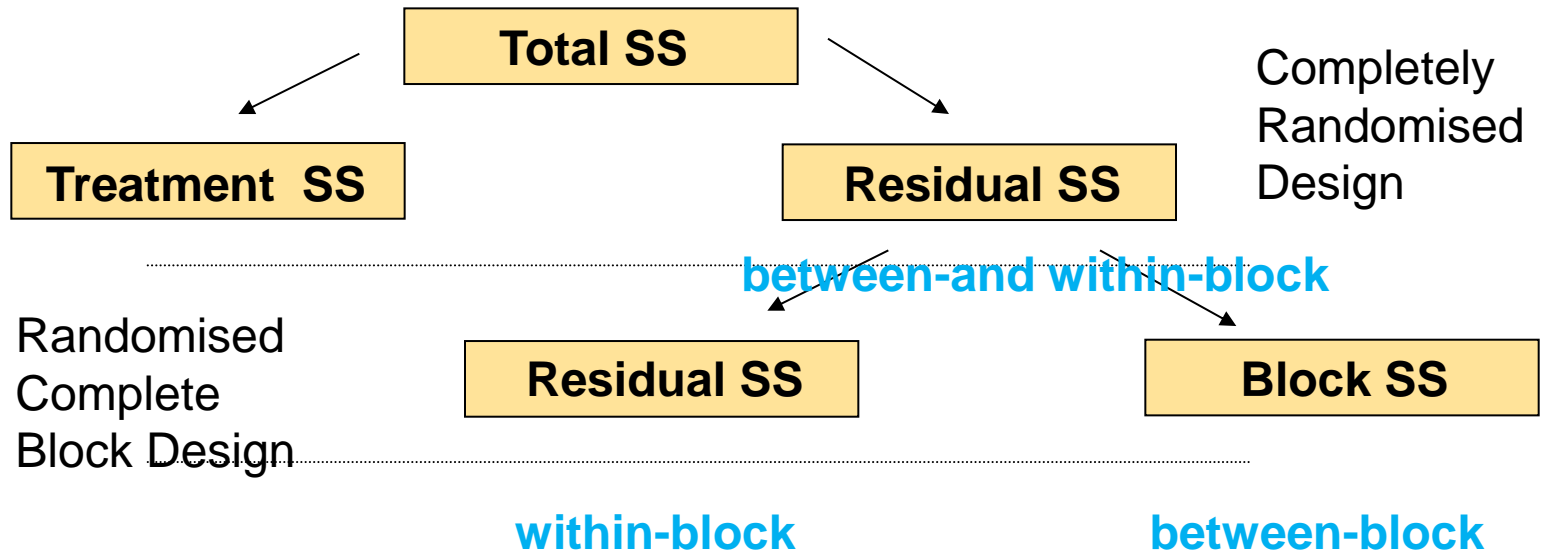 Total SS
Completely
Randomised
Design
Treatment SS
Residual SS
between-and within-block
Randomised
Complete
Block Design
Residual SS
Block SS
within-block
between-block